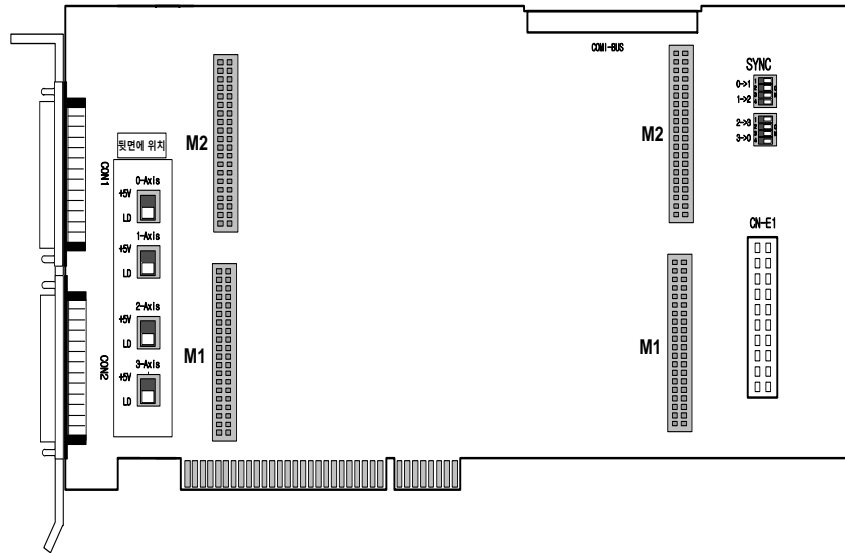 COMI-BUS
SYNC
0->1
1->2
2->3
3->0
M2
M2
뒷면에 위치
CON1
0-Axis
+5V
LD
1-Axis
+5V
LD
2-Axis
+5V
LD
3-Axis
+5V
LD
CON2
M1
M1
CN-E1